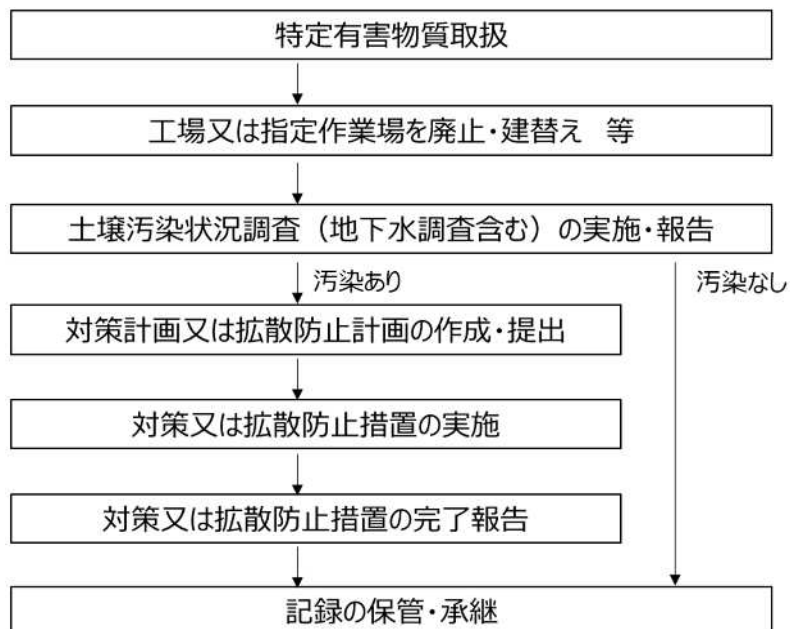 特定有害物質取扱
工場又は指定作業場を廃止・建替え　等
土壌汚染状況調査（地下水調査含む）の実施・報告
汚染あり
汚染なし
対策計画又は拡散防止計画の作成・提出
対策又は拡散防止措置の実施
対策又は拡散防止措置の完了報告
記録の保管・承継